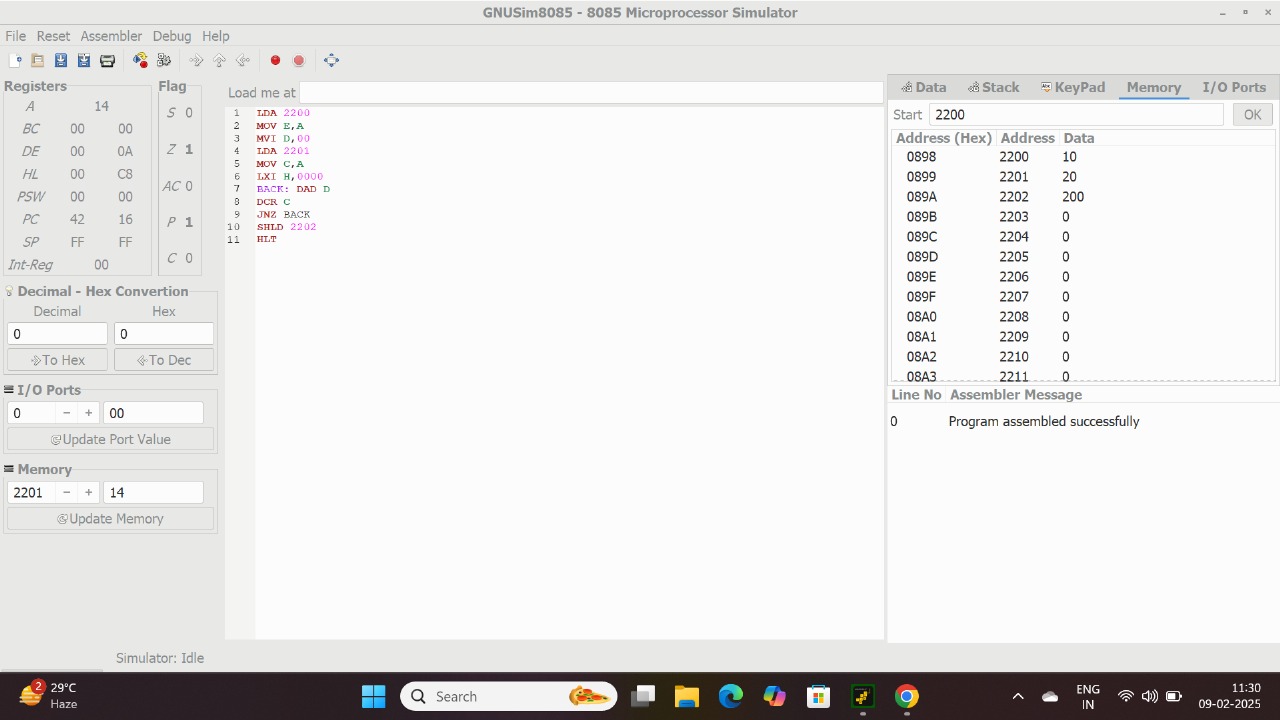 GNUSim8085 - 8085 Microprocessor Simulator
File Reset Assembler Debug Help
Registers
A 14
BC 00 00
DE 00 0A
HL 00 C8
PSW 00 00
PC 42 16
SP FF FF
Int-Reg 00
Flag
S 0
Z 1
AC 0
P 1
C 0
Decimal - Hex Convertion
Decimal Hex
0 0
To Hex To Dec
I/O Ports
0 − + 00
Update Port Value
Memory
2201 − + 14
Update Memory
Load me at
1 LDA 2200
2 MOV E,A
3 MVI D,00
4 LDA 2201
5 MOV C,A
6 LXI H,0000
7 BACK: DAD D
8 DCR C
9 JNZ BACK
10 SHLD 2202
11 HLT
Data Stack KeyPad Memory I/O Ports
Start 2200 OK
Address (Hex) Address Data
0898 2200 10
0899 2201 20
089A 2202 200
089B 2203 0
089C 2204 0
089D 2205 0
089E 2206 0
089F 2207 0
08A0 2208 0
08A1 2209 0
08A2 2210 0
08A3 2211 0
Line No Assembler Message
0 Program assembled successfully
Simulator: Idle
2
29°C
Haze
Search
ENG
IN
11:30
09-02-2025